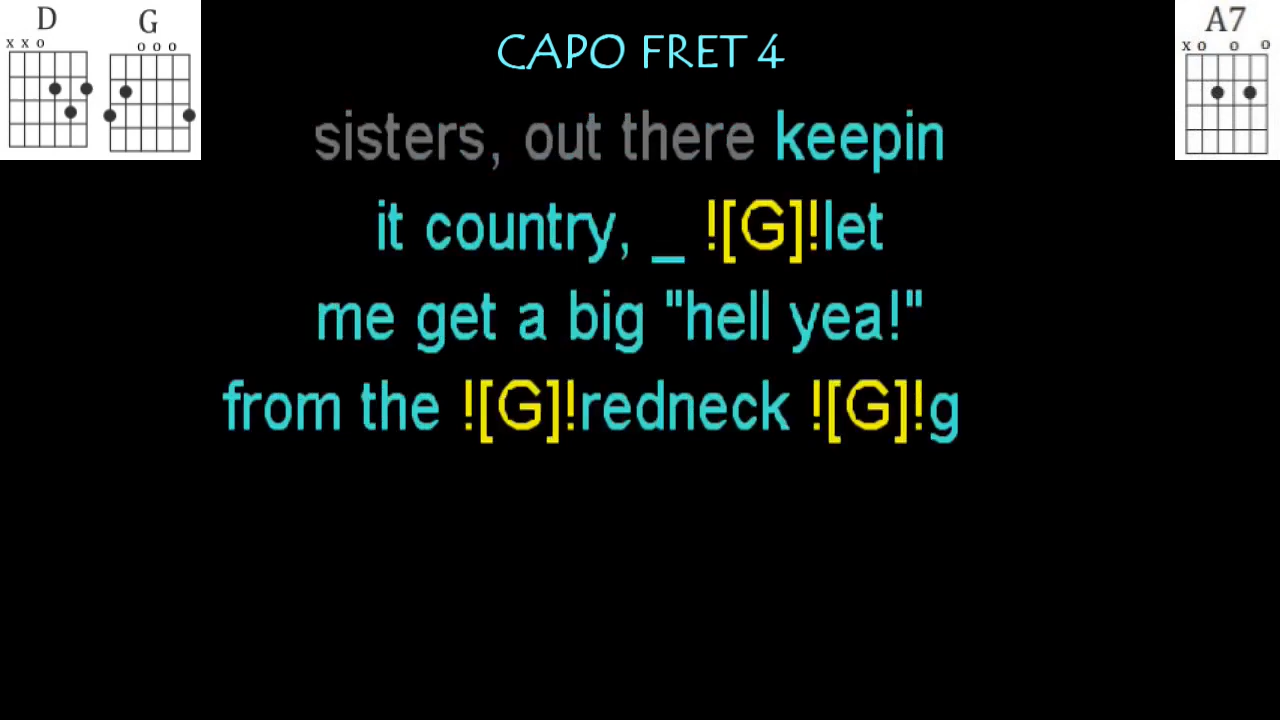 D
G
A7
x x o
o o o
x o o o
CAPO FRET 4
sisters, out there keepin
it country, _ ![G]!let
me get a big "hell yea!"
from the ![G]!redneck ![G]!g